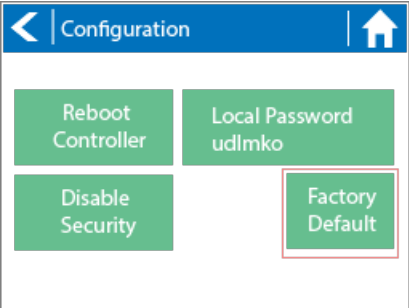 Configuration
Reboot
Controller
Local Password
udlmko
Disable
Security
Factory
Default